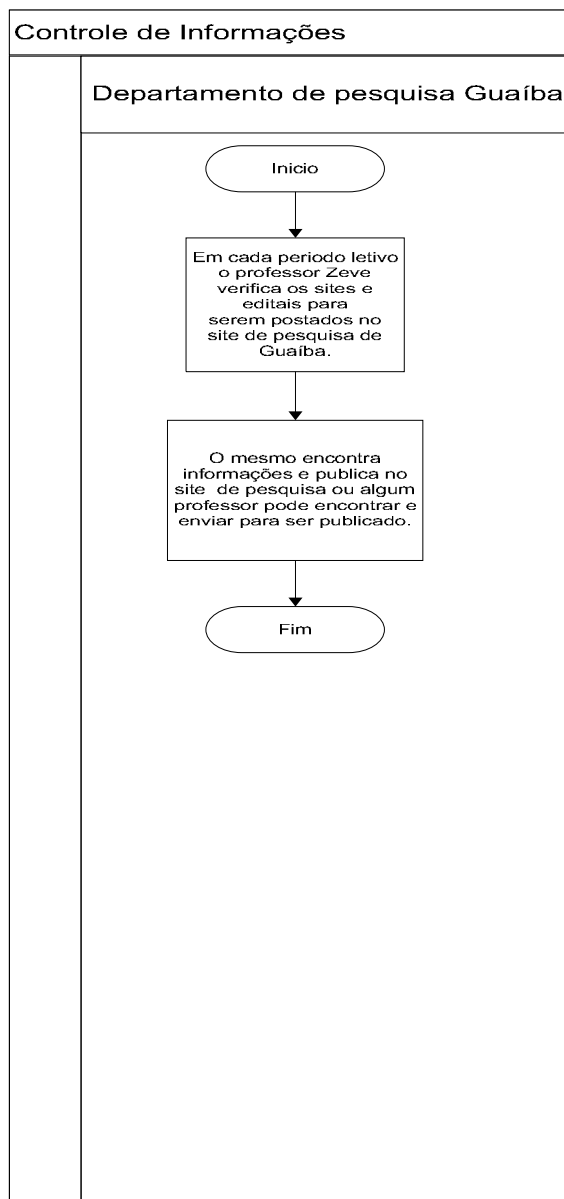 Controle de Informações
Departamento de pesquisa Guaíba
Inicio
Em cada periodo letivo
o professor Zeve
verifica os sites e
editais para
serem postados no
site de pesquisa de
Guaíba.
O mesmo encontra
informações e publica no
site de pesquisa ou algum
professor pode encontrar e
enviar para ser publicado.
Fim